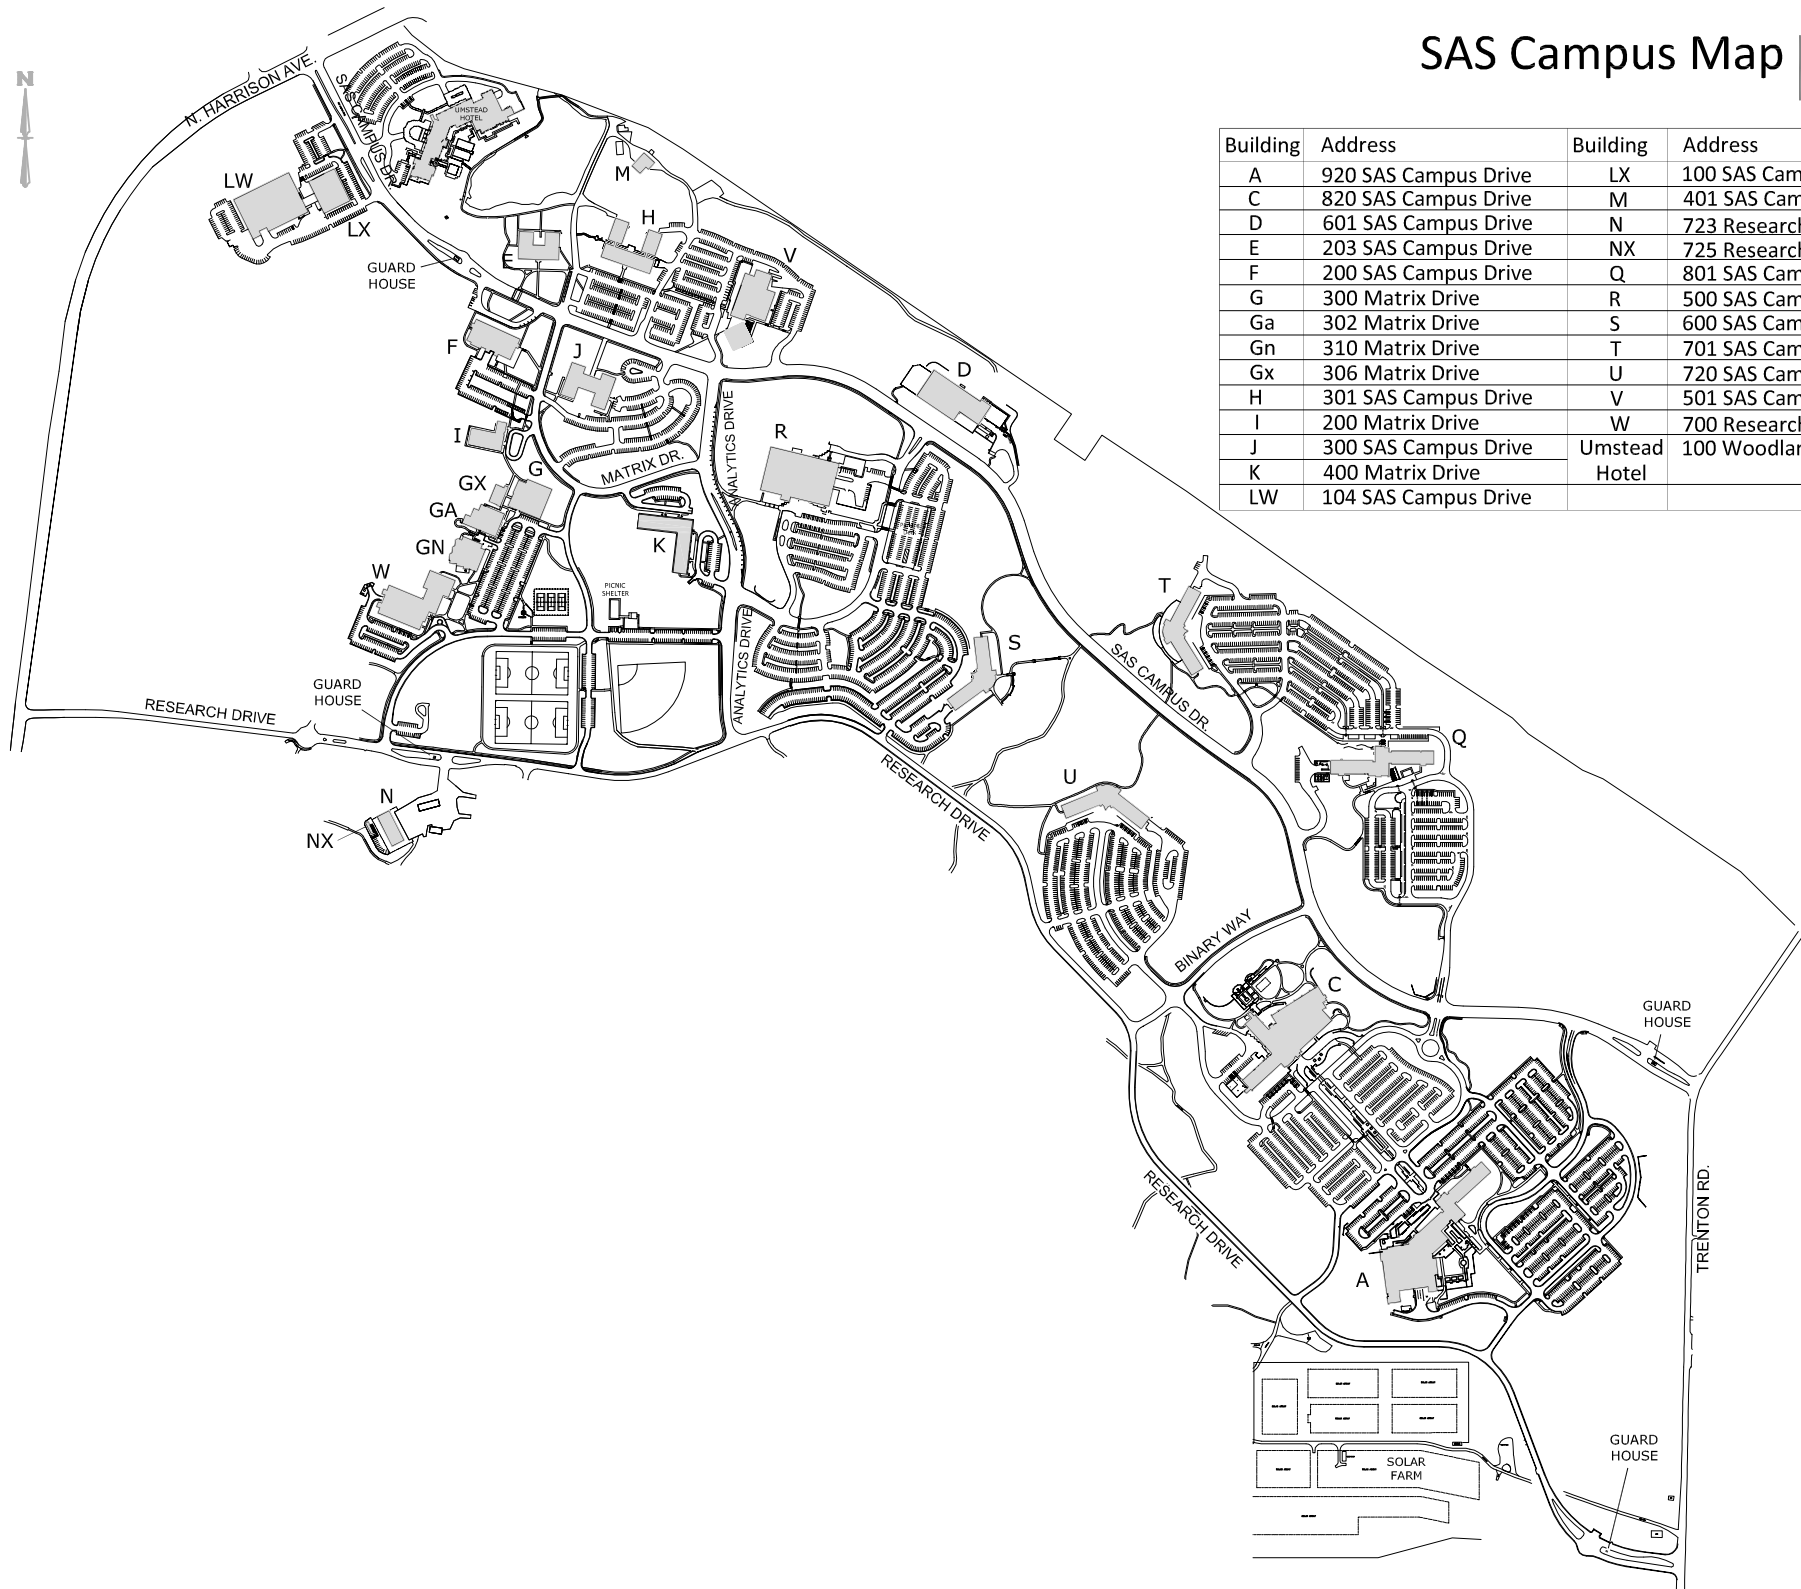 SAS Campus Map
Building Address Building Address
A 920 SAS Campus Drive LX 100 SAS Cam
C 820 SAS Campus Drive M 401 SAS Cam
D 601 SAS Campus Drive N 723 Research
E 203 SAS Campus Drive NX 725 Research
F 200 SAS Campus Drive Q 801 SAS Cam
G 300 Matrix Drive R 500 SAS Cam
Ga 302 Matrix Drive S 600 SAS Cam
Gn 310 Matrix Drive T 701 SAS Cam
Gx 306 Matrix Drive U 720 SAS Cam
H 301 SAS Campus Drive V 501 SAS Cam
I 200 Matrix Drive W 700 Research
J 300 SAS Campus Drive Umstead 100 Woodlan
K 400 Matrix Drive Hotel
LW 104 SAS Campus Drive
N
N. HARRISON AVE.
SAS CAMPUS DR.
UMSTEAD
HOTEL
M
LW
LX
H
E
V
GUARD
HOUSE
F
J
D
I
ANALYTICS DRIVE
R
MATRIX DR.
G
GX
GA
GN
K
W
PICNIC
SHELTER
T
S
ANALYTICS DRIVE
SAS CAMPUS DR.
GUARD
HOUSE
RESEARCH DRIVE
Q
U
RESEARCH DRIVE
N
NX
BINARY WAY
C
GUARD
HOUSE
RESEARCH DRIVE
TRENTON RD.
A
GUARD
HOUSE
SOLAR
FARM